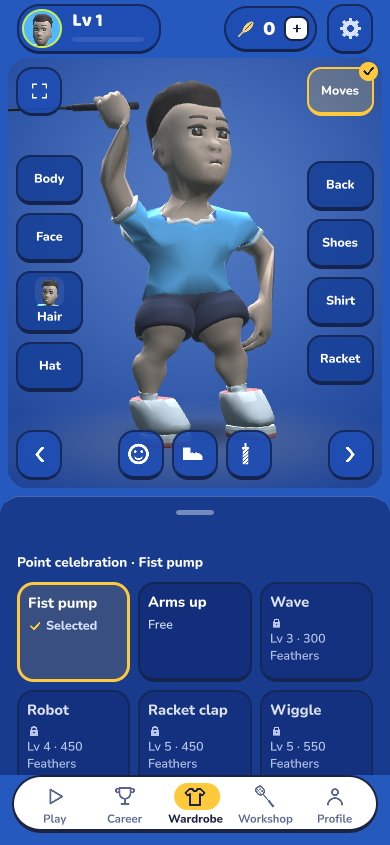 Lv 1
0
+
Moves
Body
Back
Face
Shoes
Hair
Shirt
Hat
Racket
Point celebration · Fist pump
Fist pump
Selected
Arms up
Free
Wave
Lv 3 · 300
Feathers
Robot
Lv 4 · 450
Feathers
Racket clap
Lv 5 · 450
Feathers
Wiggle
Lv 5 · 550
Feathers
Play
Career
Wardrobe
Workshop
Profile